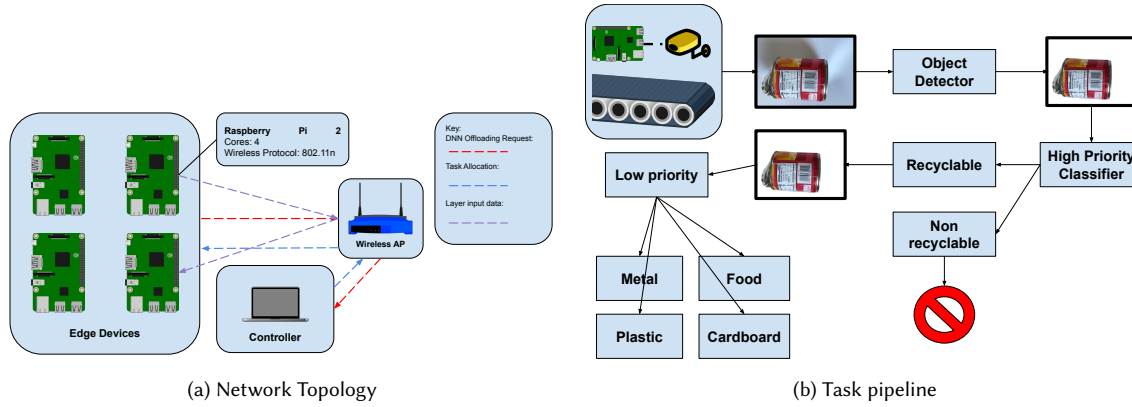 Raspberry Pi 2
Cores: 4
Wireless Protocol: 802.11n
Key:
DNN Offloading Request:
Task Allocation:
Layer input data:
Wireless AP
Edge Devices
Controller
(a) Network Topology
Object
Detector
High Priority
Classifier
Recyclable
Low priority
Non
recyclable
Metal
Food
Plastic
Cardboard
(b) Task pipeline